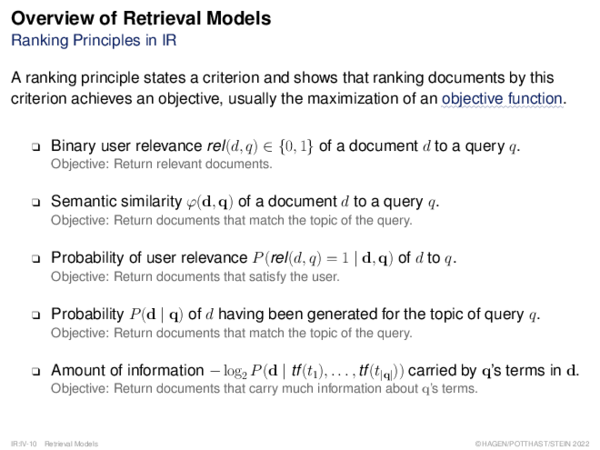 Overview of Retrieval Models
Ranking Principles in IR
A ranking principle states a criterion and shows that ranking documents by this
criterion achieves an objective, usually the maximization of an objective function.
❑ Binary user relevance rel(d, q) ∈ {0, 1} of a document d to a query q.
Objective: Return relevant documents.
❑ Semantic similarity φ(d, q) of a document d to a query q.
Objective: Return documents that match the topic of the query.
❑ Probability of user relevance P(rel(d, q) = 1 | d, q) of d to q.
Objective: Return documents that satisfy the user.
❑ Probability P(d | q) of d having been generated for the topic of query q.
Objective: Return documents that match the topic of the query.
❑ Amount of information − log₂ P(d | tf(t₁), . . . , tf(t|q|)) carried by q's terms in d.
Objective: Return documents that carry much information about q's terms.
IR:IV-10 Retrieval Models ©HAGEN/POTTHAST/STEIN 2022